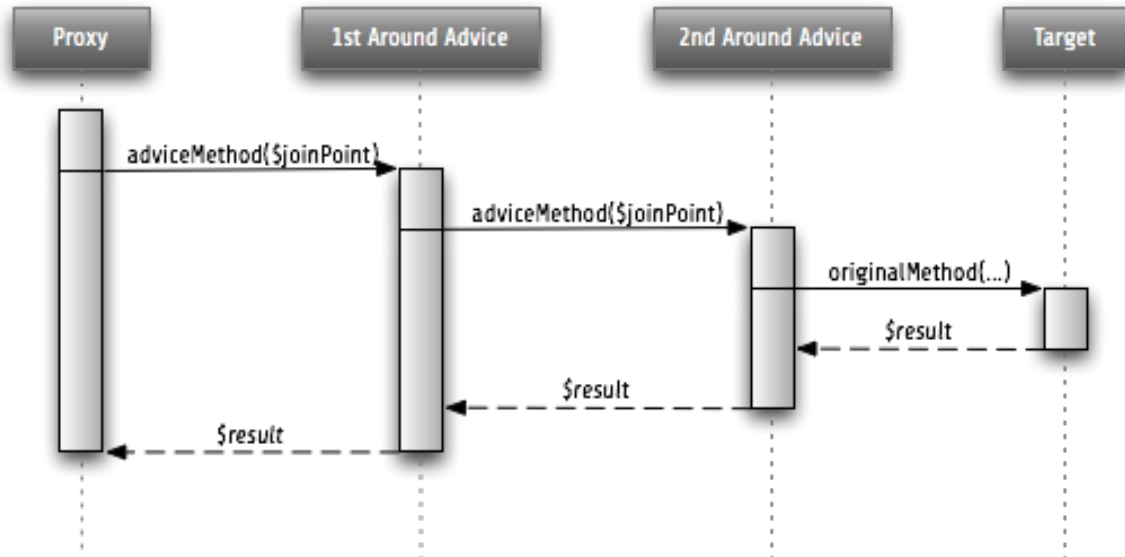 Proxy
1st Around Advice
2nd Around Advice
Target
adviceMethod($joinPoint)
adviceMethod($joinPoint)
originalMethod(...)
$result
$result
$result